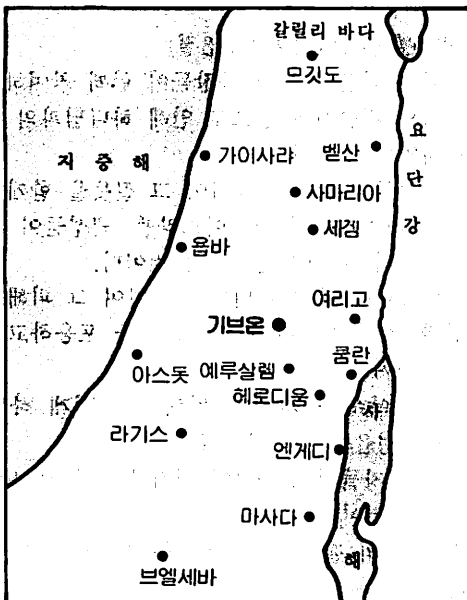 갈릴리 바다
므깃도
요단강
지중해
가이사랴
벧산
사마리아
세겜
욥바
여리고
기브온
쿰란
아스돗
예루살렘
헤로디움
사해
라기스
엔게디
마사다
브엘세바